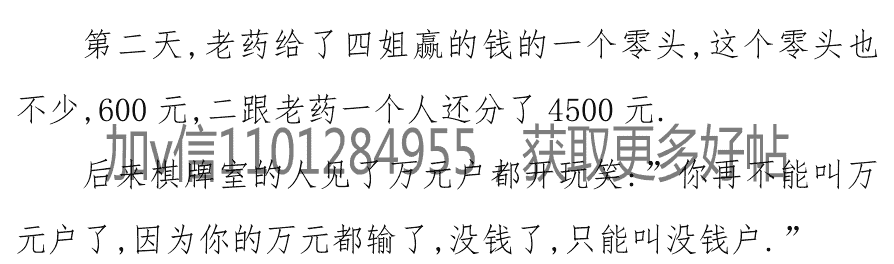 第二天,老药给了四姐赢的钱的一个零头,这个零头也
不少,600 元,二跟老药一个人还分了 4500 元.
加v信1101284955 获取更多好帖
后来棋牌室的人见了万元户都开玩笑:”你再不能叫万
元户了,因为你的万元都输了,没钱了,只能叫没钱户.”